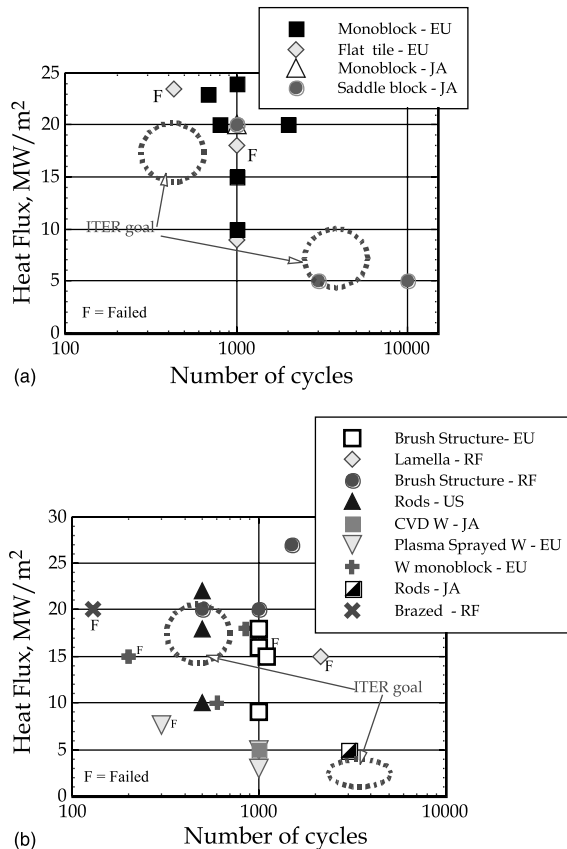 (a)
Monoblock - EU
Flat tile - EU
Monoblock - JA
Saddle block - JA
Heat Flux, MW/m²
25
20
15
10
5
0
F
F
ITER goal
F = Failed
100
1000
10000
Number of cycles
(b)
Brush Structure- EU
Lamella - RF
Brush Structure - RF
Rods - US
CVD W - JA
Plasma Sprayed W - EU
W monoblock - EU
Rods - JA
Brazed - RF
Heat Flux, MW/m²
30
25
20
15
10
5
0
F
F
F
F
F
ITER goal
F = Failed
100
1000
10000
Number of cycles